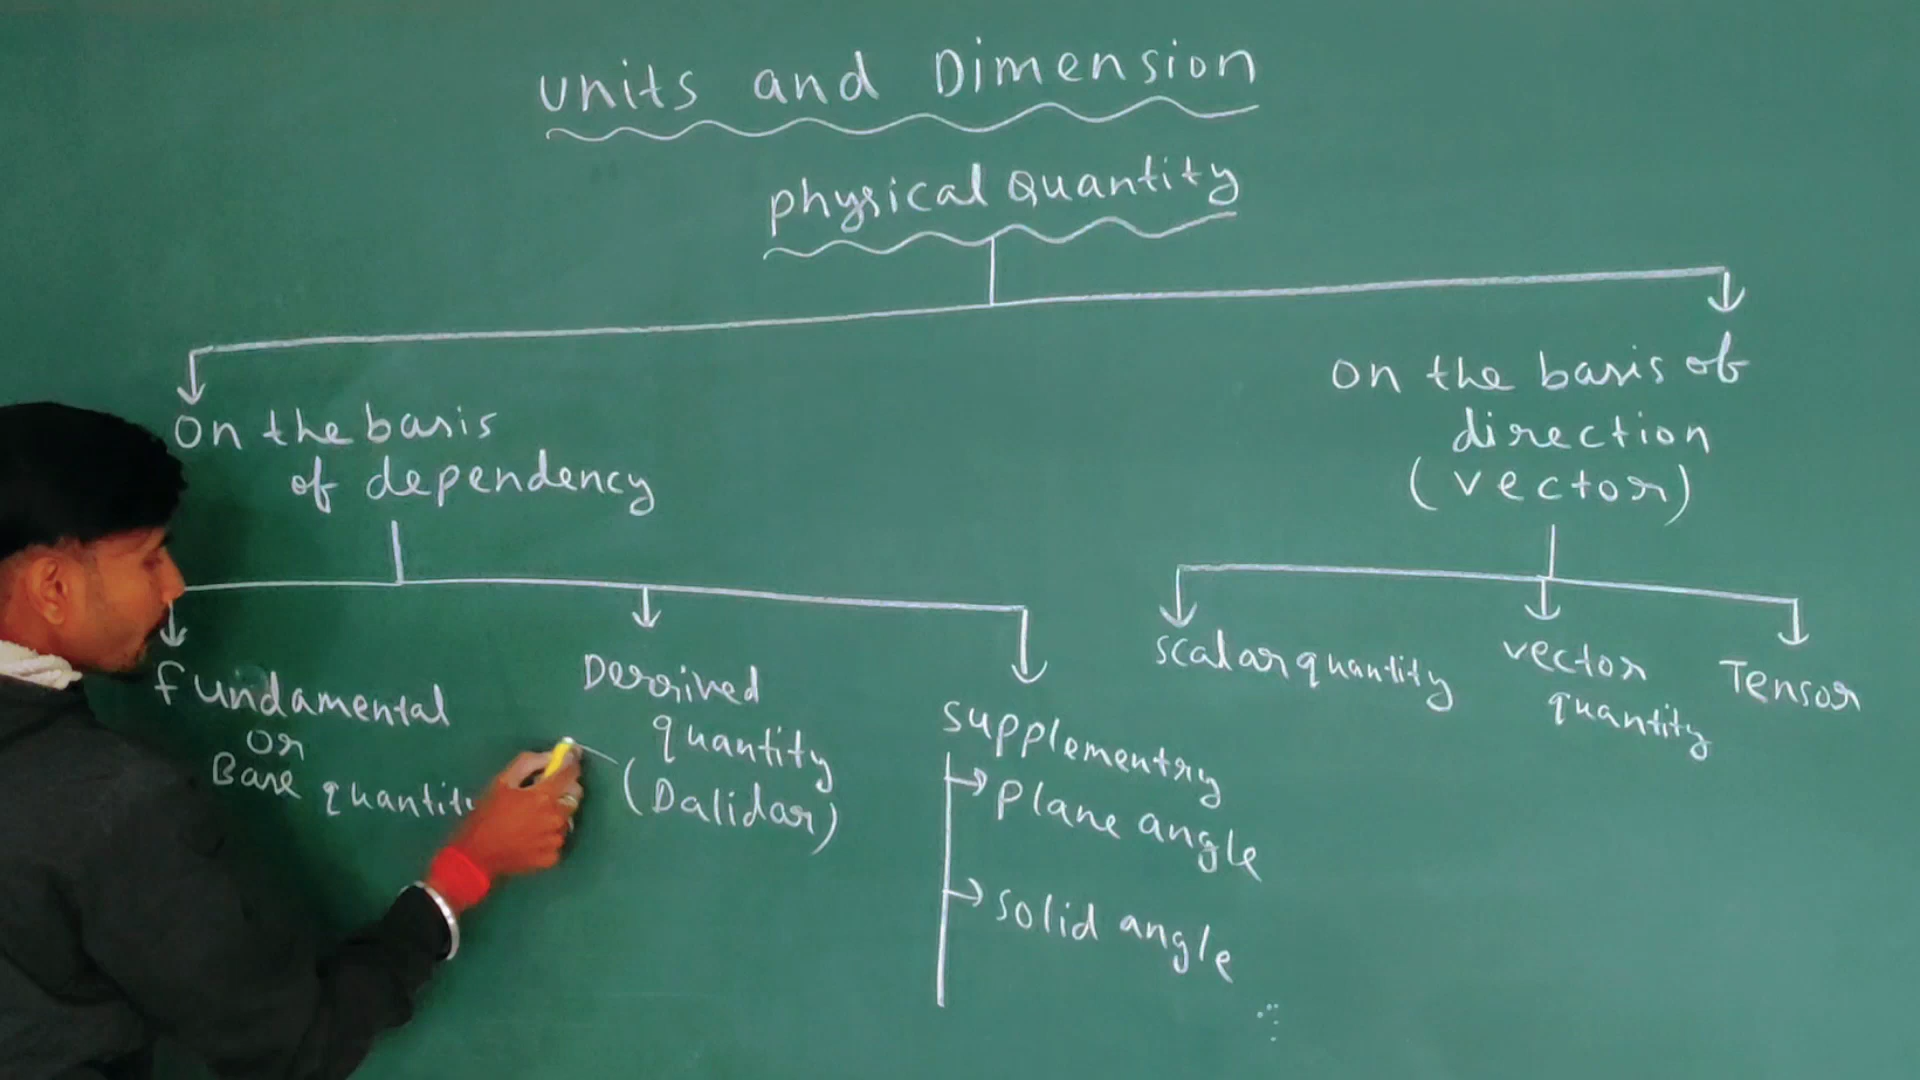 units and Dimension
physical Quantity
On the basis
of dependency
On the basis of
direction
(vector)
fundamental
or
Base quantity
Derrived
quantity
(Dalidar)
supplementry
Plane angle
solid angle
scalar quantity
vector
quantity
Tensor